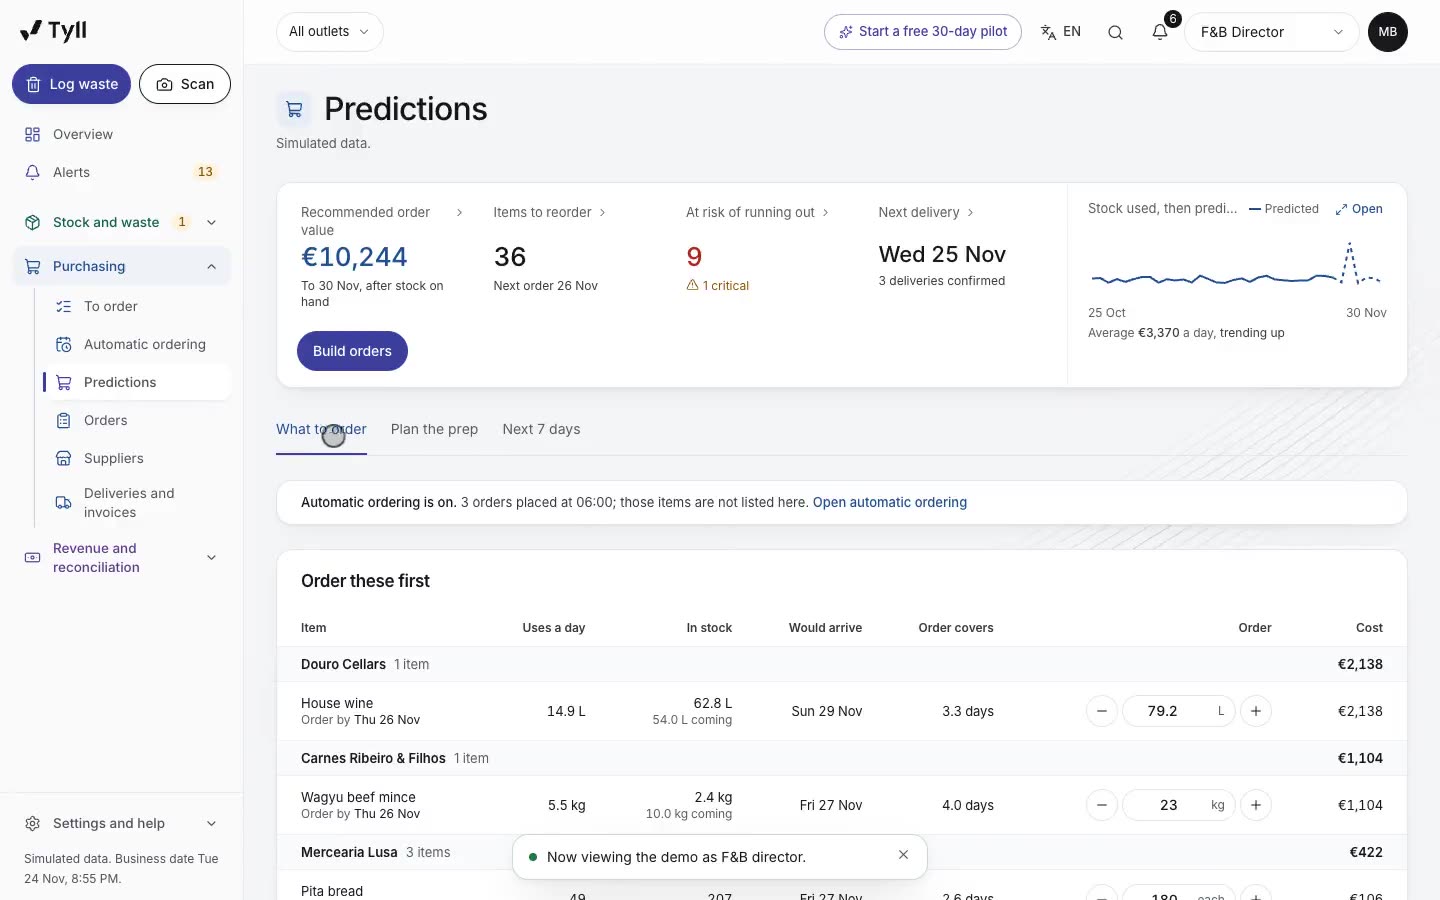 Tyll
All outlets
Start a free 30-day pilot
EN
6
F&B Director
MB
Log waste
Scan
Overview
Alerts
13
Stock and waste
1
Purchasing
To order
Automatic ordering
Predictions
Orders
Suppliers
Deliveries and
invoices
Revenue and
reconciliation
Settings and help
Simulated data. Business date Tue
24 Nov, 8:55 PM.
Predictions
Simulated data.
Recommended order
value
€10,244
To 30 Nov, after stock on
hand
Build orders
Items to reorder
36
Next order 26 Nov
At risk of running out
9
1 critical
Next delivery
Wed 25 Nov
3 deliveries confirmed
Stock used, then predi...
Predicted
Open
25 Oct
30 Nov
Average €3,370 a day, trending up
What to order
Plan the prep
Next 7 days
Automatic ordering is on. 3 orders placed at 06:00; those items are not listed here. Open automatic ordering
Order these first
Item Uses a day In stock Would arrive Order covers Order Cost
Douro Cellars 1 item €2,138
House wine 14.9 L 62.8 L Sun 29 Nov 3.3 days 79.2 L €2,138
Order by Thu 26 Nov 54.0 L coming
Carnes Ribeiro & Filhos 1 item €1,104
Wagyu beef mince 5.5 kg 2.4 kg Fri 27 Nov 4.0 days 23 kg €1,104
Order by Thu 26 Nov 10.0 kg coming
Mercearia Lusa 3 items €422
Pita bread 49 207 Fri 27 Nov 2.6 days 180 each €106
Now viewing the demo as F&B director.